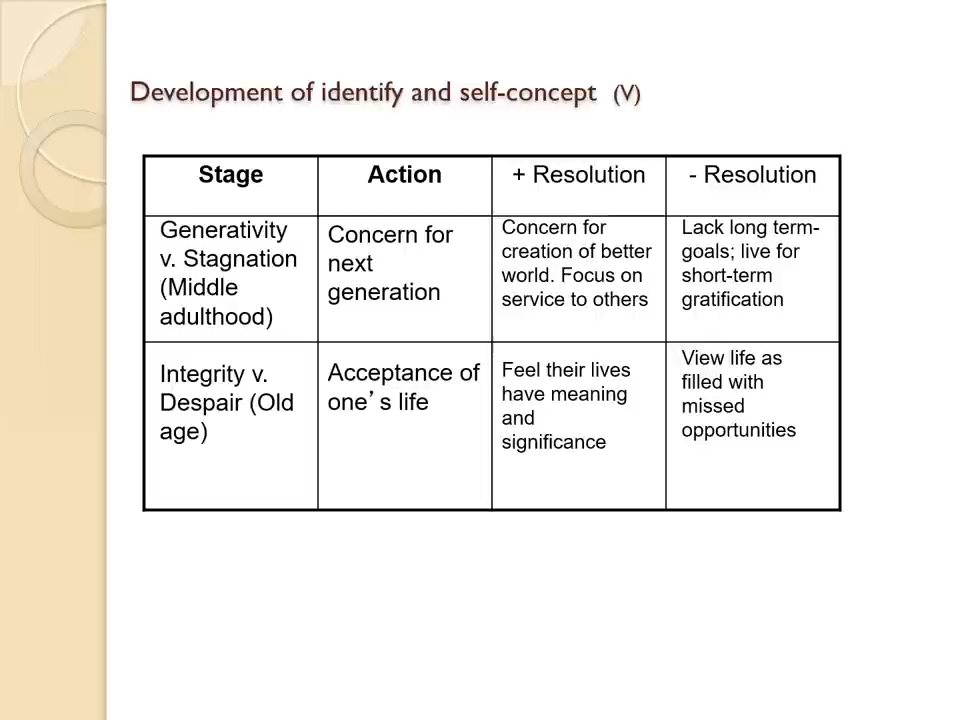 Development of identify and self-concept (V)
Stage
Action
+ Resolution
- Resolution
Generativity
v. Stagnation
(Middle
adulthood)
Concern for
next
generation
Concern for
creation of better
world. Focus on
service to others
Lack long term-
goals; live for
short-term
gratification
Integrity v.
Despair (Old
age)
Acceptance of
one’s life
Feel their lives
have meaning
and
significance
View life as
filled with
missed
opportunities